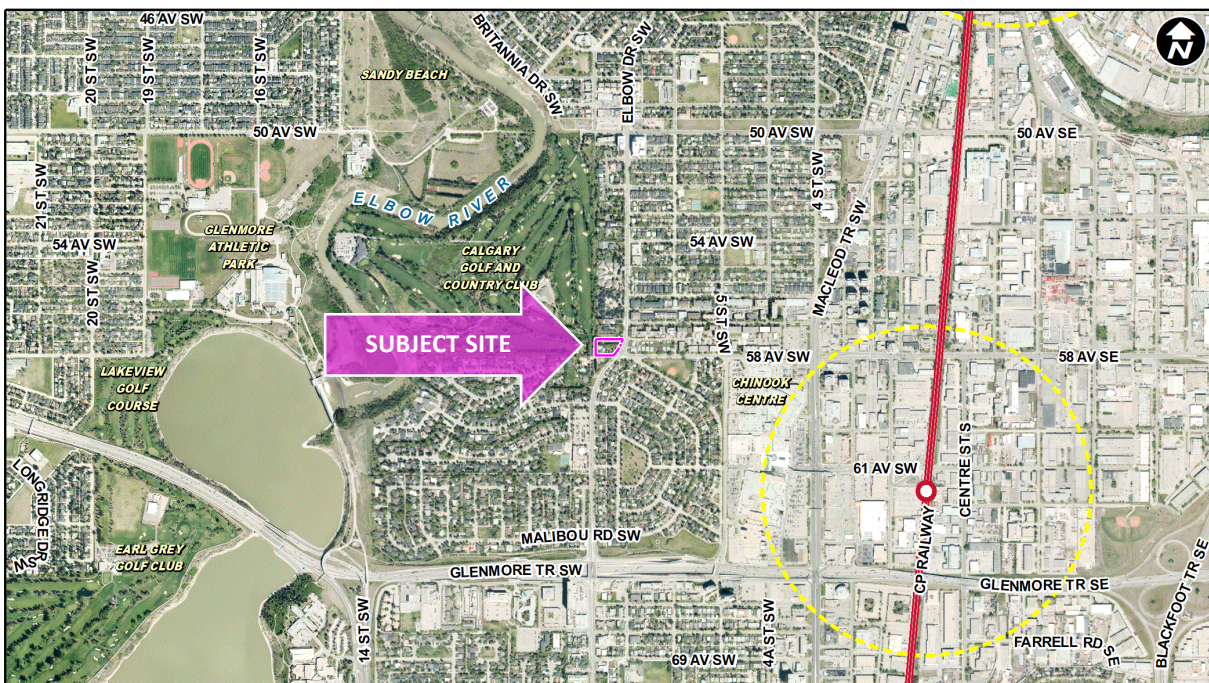 46 AV SW
20 ST SW
19 ST SW
16 ST SW
SANDY BEACH
BRITANNIA DR SW
ELBOW DR SW
N
50 AV SW
50 AV SW
50 AV SE
21 ST SW
ELBOW RIVER
4 ST SW
54 AV SW
20 ST SW
GLENMORE
ATHLETIC
PARK
CALGARY
GOLF AND
COUNTRY CLUB
54 AV SW
MACLEOD TR SW
5 ST SW
SUBJECT SITE
58 AV SW
58 AV SE
LAKEVIEW
GOLF
COURSE
CHINOOK
CENTRE
61 AV SW
CENTRE ST S
CP RAILWAY
LONGRIDGE DR
SW
MALIBOU RD SW
EARL GREY
GOLF CLUB
GLENMORE TR SW
GLENMORE TR SE
14 ST SW
4A ST SW
69 AV SW
FARRELL RD
SE
BLACKFOOT TR SE